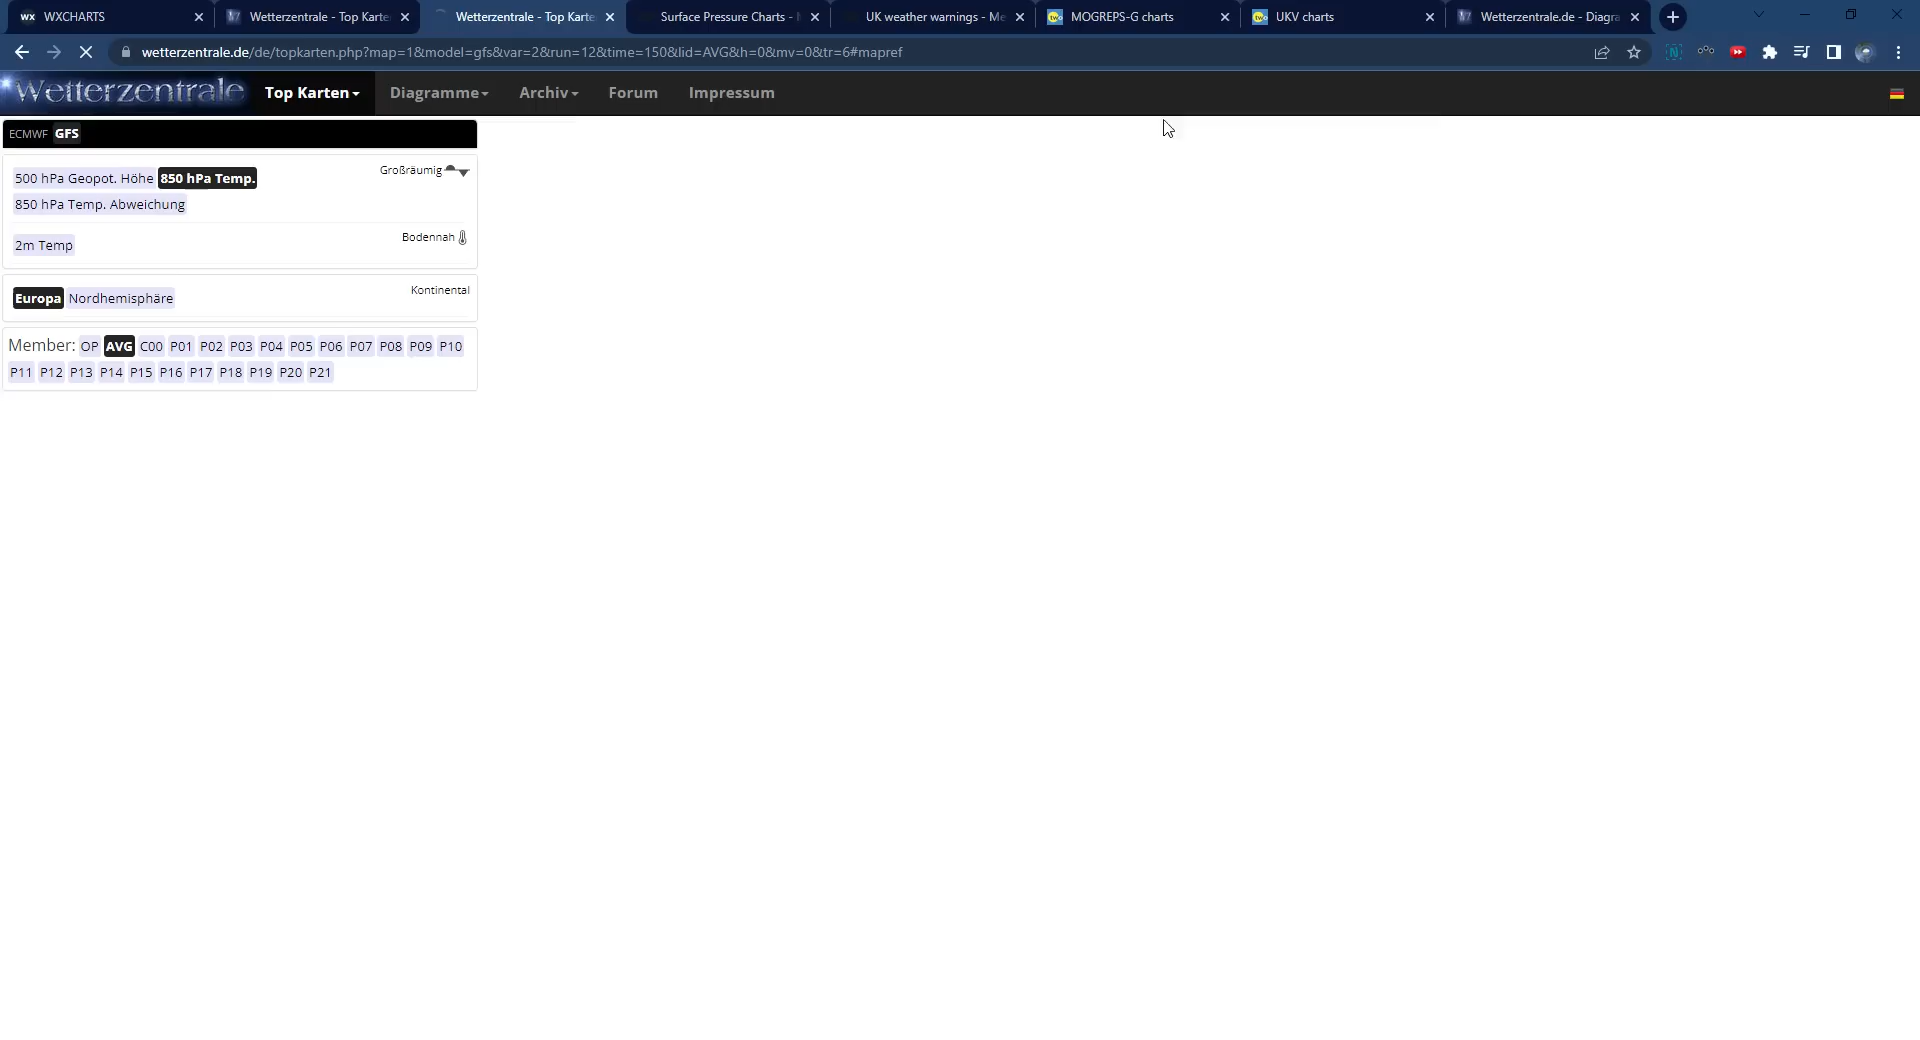 WXCHARTS
Wetterzentrale - Top Karte
Wetterzentrale - Top Karte
Surface Pressure Charts -
UK weather warnings - Me
MOGREPS-G charts
UKV charts
Wetterzentrale.de - Diagra
wetterzentrale.de/de/topkarten.php?map=1&model=gfs&var=2&run=12&time=150&lid=AVG&h=0&mv=0&tr=6#mapref
Wetterzentrale
Top Karten
Diagramme
Archiv
Forum
Impressum
ECMWF GFS
Großräumig
500 hPa Geopot. Höhe 850 hPa Temp.
850 hPa Temp. Abweichung
Bodennah
2m Temp
Kontinental
Europa Nordhemisphäre
Member: OP AVG C00 P01 P02 P03 P04 P05 P06 P07 P08 P09 P10
P11 P12 P13 P14 P15 P16 P17 P18 P19 P20 P21